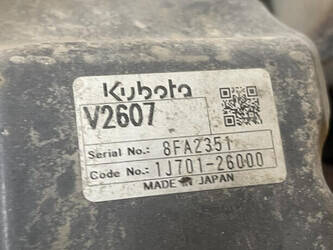 Kubota
V2607
Serial No.: 8FA2351
Code No.: 1J701-26000
MADE IN JAPAN